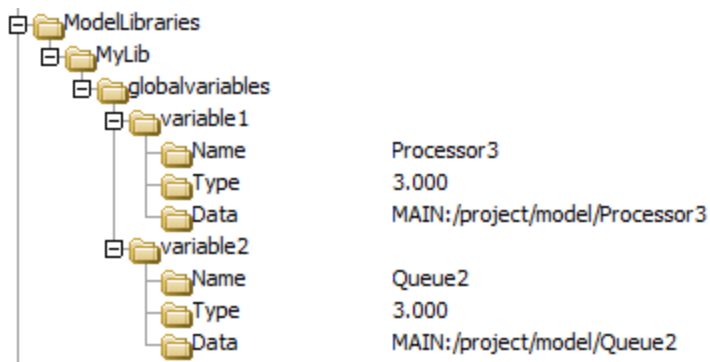 ModelLibraries
MyLib
globalvariables
variable1
Name Processor3
Type 3.000
Data MAIN:/project/model/Processor3
variable2
Name Queue2
Type 3.000
Data MAIN:/project/model/Queue2